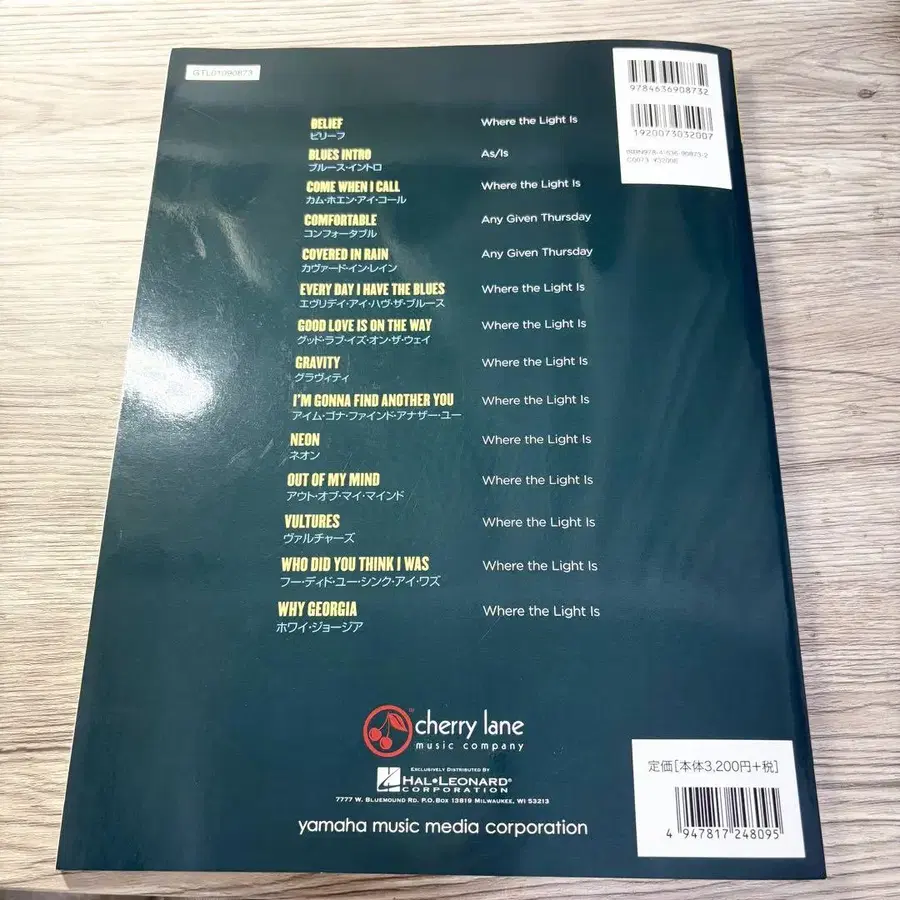 GTL01090873
9784636908732
1920073032007
ISBN978-4-636-90873-2
C0073 ¥3200E
BELIEF Where the Light Is
ビリーフ
BLUES INTRO As/Is
ブルース・イントロ
COME WHEN I CALL Where the Light Is
カム・ホエン・アイ・コール
COMFORTABLE Any Given Thursday
コンフォータブル
COVERED IN RAIN Any Given Thursday
カヴァード・イン・レイン
EVERY DAY I HAVE THE BLUES Where the Light Is
エヴリデイ・アイ・ハヴ・ザ・ブルース
GOOD LOVE IS ON THE WAY Where the Light Is
グッド・ラブ・イズ・オン・ザ・ウェイ
GRAVITY Where the Light Is
グラヴィティ
I'M GONNA FIND ANOTHER YOU Where the Light Is
アイム・ゴナ・ファインド・アナザー・ユー
NEON Where the Light Is
ネオン
OUT OF MY MIND Where the Light Is
アウト・オブ・マイ・マインド
VULTURES Where the Light Is
ヴァルチャーズ
WHO DID YOU THINK I WAS Where the Light Is
フー・ディド・ユー・シンク・アイ・ワズ
WHY GEORGIA Where the Light Is
ホワイ・ジョージア
cherry lane
music company
EXCLUSIVELY DISTRIBUTED BY
HAL•LEONARD®
CORPORATION
7777 W. BLUEMOUND RD. P.O. BOX 13819 MILWAUKEE, WI 53213
yamaha music media corporation
定価[本体3,200円+税]
4 947817 248095